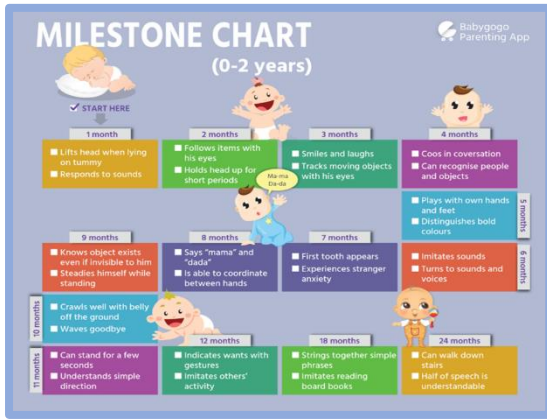 MILESTONE CHART
(0-2 years)
Babygogo
Parenting App
START HERE
1 month
Lifts head when lying
on tummy
Responds to sounds
2 months
Follows items with
his eyes
Holds head up for
short periods
3 months
Smiles and laughs
Tracks moving objects
with his eyes
4 months
Coos in coversation
Can recognise people
and objects
5 months
Plays with own hands
and feet
Distinguishes bold
colours
6 months
Imitates sounds
Turns to sounds and
voices
7 months
First tooth appears
Experiences stranger
anxiety
Ma-ma
Da-da
8 months
Says "mama" and
"dada"
Is able to coordinate
between hands
9 months
Knows object exists
even if invisible to him
Steadies himself while
standing
10 months
Crawls well with belly
off the ground
Waves goodbye
11 months
Can stand for a few
seconds
Understands simple
direction
12 months
Indicates wants with
gestures
Imitates others'
activity
18 months
Strings together simple
phrases
Imitates reading
board books
24 months
Can walk down
stairs
Half of speech is
understandable